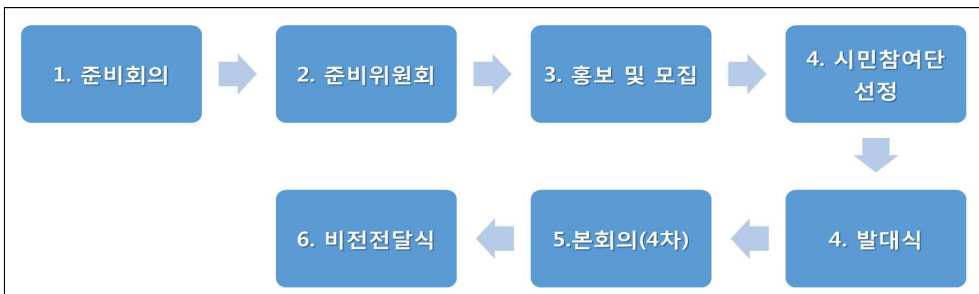 1. 준비회의
2. 준비위원회
3. 홍보 및 모집
4. 시민참여단
선정
4. 발대식
5.본회의(4차)
6. 비전전달식